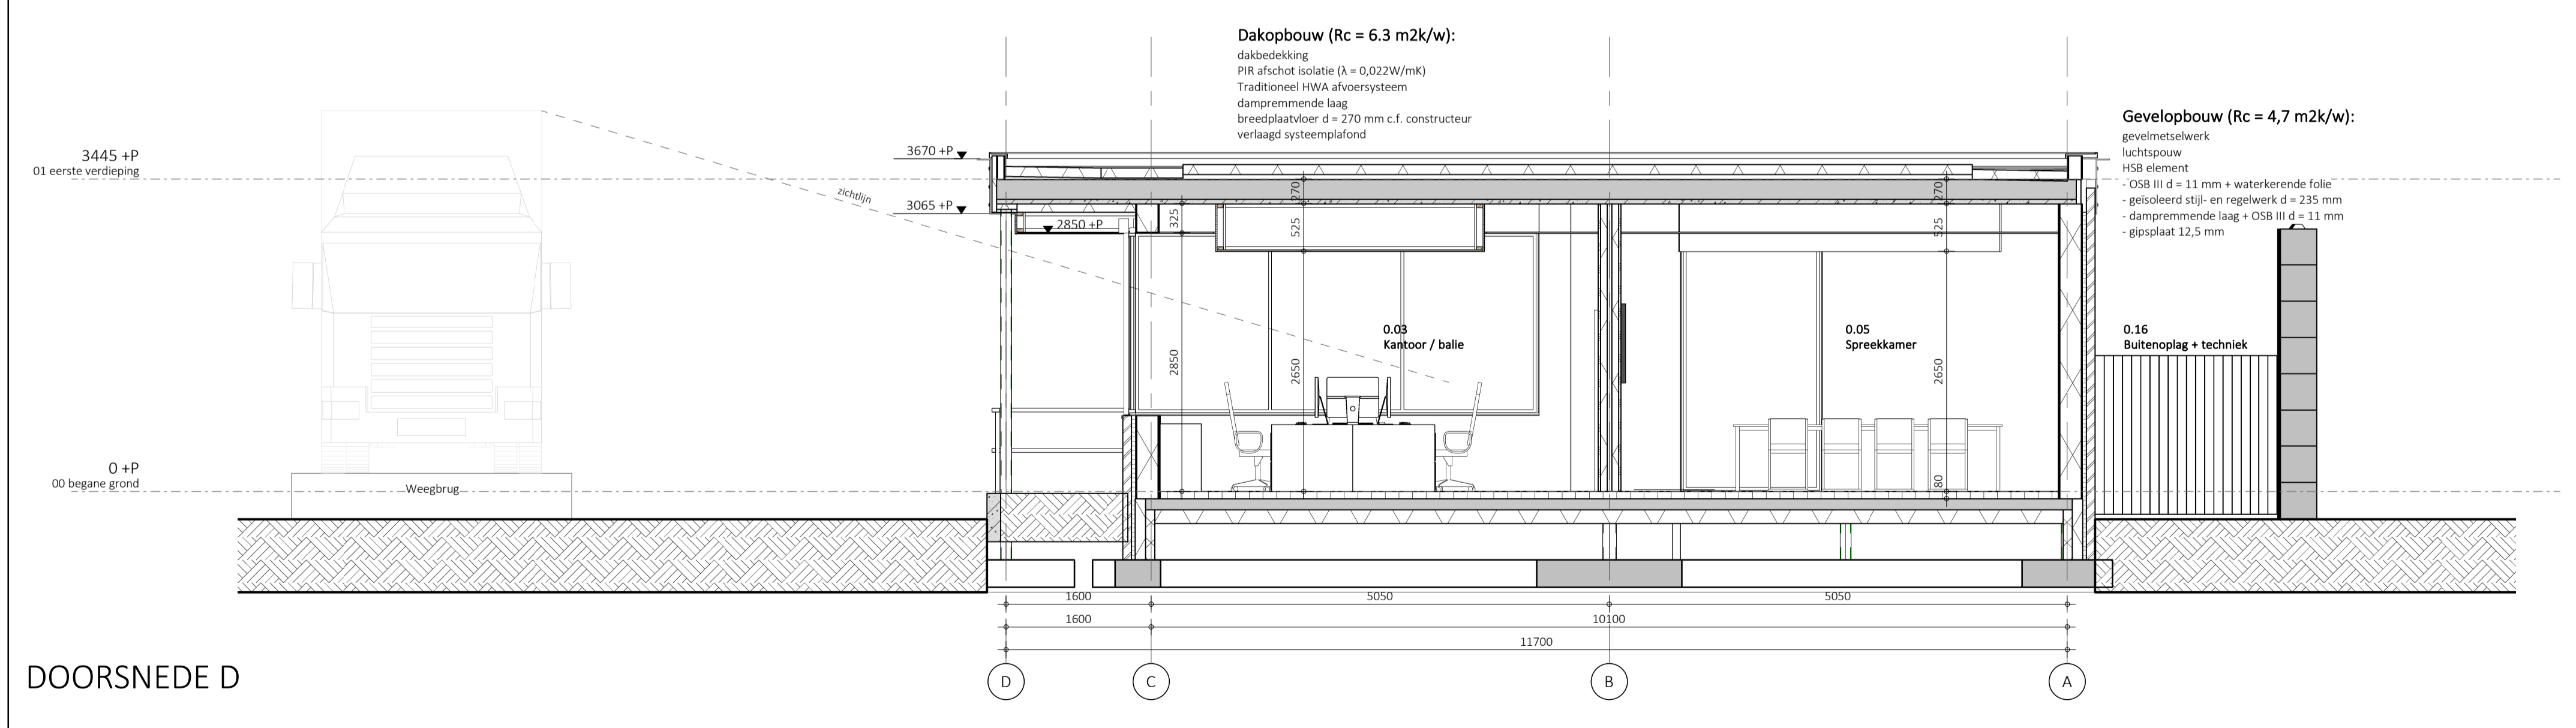 Dakopbouw (Rc = 6.3 m2k/w):
dakbedekking
PIR afschot isolatie (λ = 0,022W/mK)
Traditioneel HWA afvoersysteem
dampremmende laag
breedplaatvloer d = 270 mm c.f. constructeur
verlaagd systeemplafond
Gevelopbouw (Rc = 4,7 m2k/w):
gevelmetselwerk
luchtspouw
HSB element
- OSB III d = 11 mm + waterkerende folie
- geïsoleerd stijl- en regelwerk d = 235 mm
- dampremmende laag + OSB III d = 11 mm
- gipsplaat 12,5 mm
3445 +P
01 eerste verdieping
3670 +P
3065 +P
2850 +P
zichtlijn
270
270
325
525
525
0.03
Kantoor / balie
0.05
Spreekkamer
0.16
Buitenoplag + techniek
2850
2650
2650
80
0 +P
00 begane grond
Weegbrug
1600
5050
5050
1600
10100
11700
D
C
B
A
DOORSNEDE D